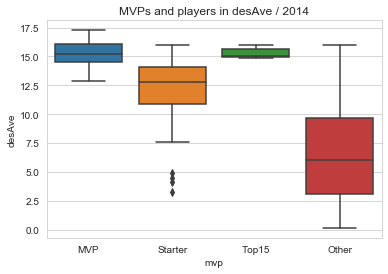 MVPs and players in desAve / 2014
17.5
15.0
12.5
10.0
7.5
5.0
2.5
0.0
desAve
MVP Starter Top15 Other
mvp